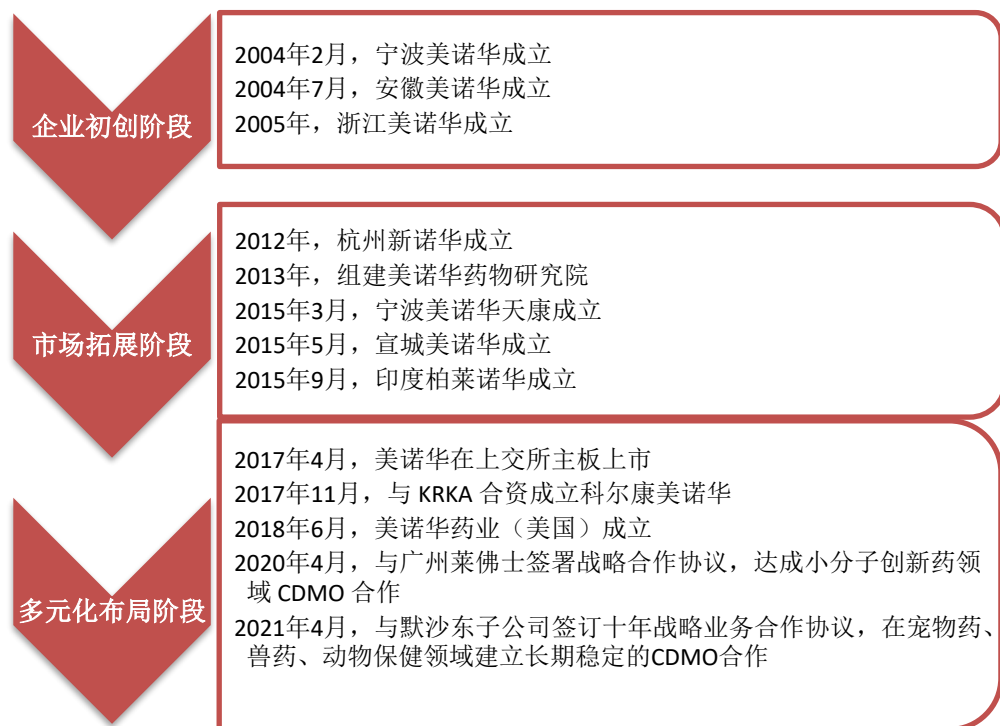 企业初创阶段
2004年2月，宁波美诺华成立
2004年7月，安徽美诺华成立
2005年，浙江美诺华成立
市场拓展阶段
2012年，杭州新诺华成立
2013年，组建美诺华药物研究院
2015年3月，宁波美诺华天康成立
2015年5月，宣城美诺华成立
2015年9月，印度柏莱诺华成立
多元化布局阶段
2017年4月，美诺华在上交所主板上市
2017年11月，与 KRKA 合资成立科尔康美诺华
2018年6月，美诺华药业（美国）成立
2020年4月，与广州莱佛士签署战略合作协议，达成小分子创新药领
域 CDMO 合作
2021年4月，与默沙东子公司签订十年战略业务合作协议，在宠物药、
兽药、动物保健领域建立长期稳定的CDMO合作